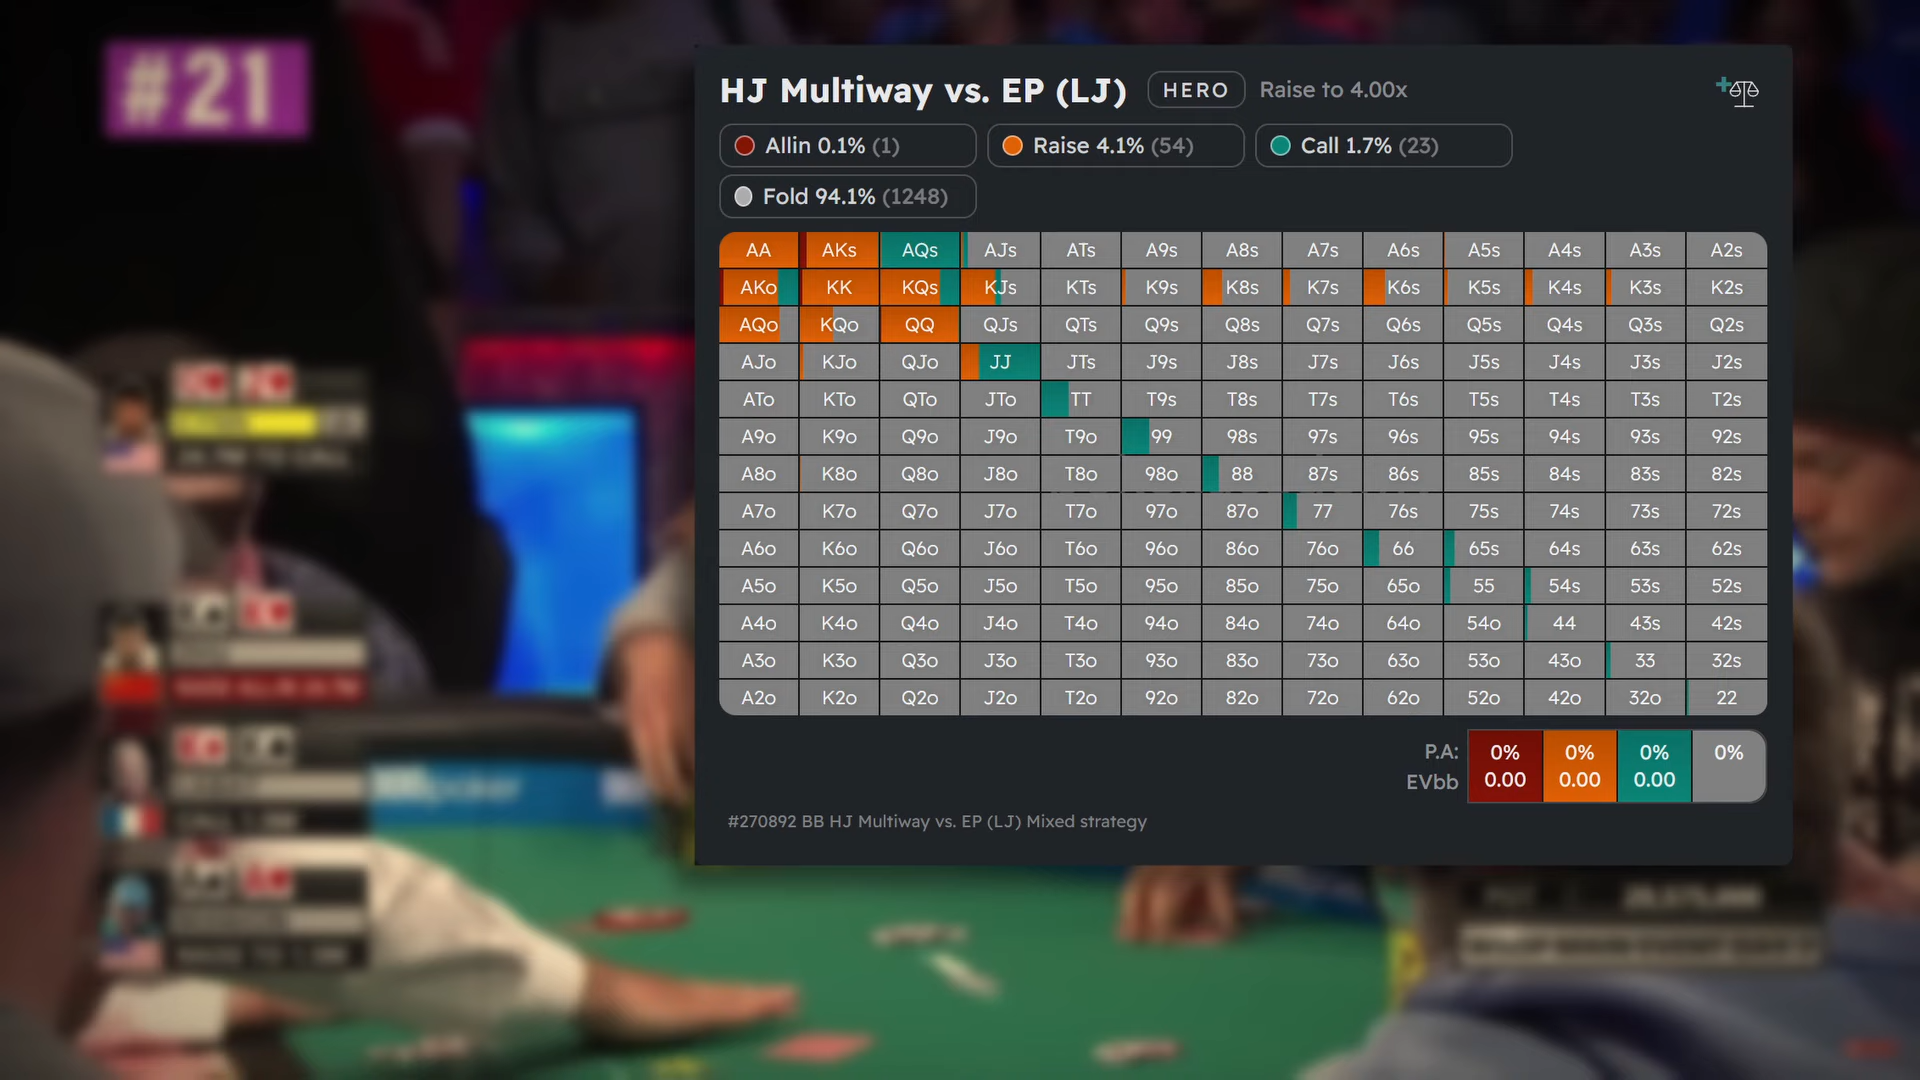 #21
HJ Multiway vs. EP (LJ) HERO Raise to 4.00x
Allin 0.1% (1) Raise 4.1% (54) Call 1.7% (23)
Fold 94.1% (1248)
AA AKs AQs AJs ATs A9s A8s A7s A6s A5s A4s A3s A2s
AKo KK KQs KJs KTs K9s K8s K7s K6s K5s K4s K3s K2s
AQo KQo QQ QJs QTs Q9s Q8s Q7s Q6s Q5s Q4s Q3s Q2s
AJo KJo QJo JJ JTs J9s J8s J7s J6s J5s J4s J3s J2s
ATo KTo QTo JTo TT T9s T8s T7s T6s T5s T4s T3s T2s
A9o K9o Q9o J9o T9o 99 98s 97s 96s 95s 94s 93s 92s
A8o K8o Q8o J8o T8o 98o 88 87s 86s 85s 84s 83s 82s
A7o K7o Q7o J7o T7o 97o 87o 77 76s 75s 74s 73s 72s
A6o K6o Q6o J6o T6o 96o 86o 76o 66 65s 64s 63s 62s
A5o K5o Q5o J5o T5o 95o 85o 75o 65o 55 54s 53s 52s
A4o K4o Q4o J4o T4o 94o 84o 74o 64o 54o 44 43s 42s
A3o K3o Q3o J3o T3o 93o 83o 73o 63o 53o 43o 33 32s
A2o K2o Q2o J2o T2o 92o 82o 72o 62o 52o 42o 32o 22
P.A: 0% 0% 0% 0%
EVbb 0.00 0.00 0.00
#270892 BB HJ Multiway vs. EP (LJ) Mixed strategy